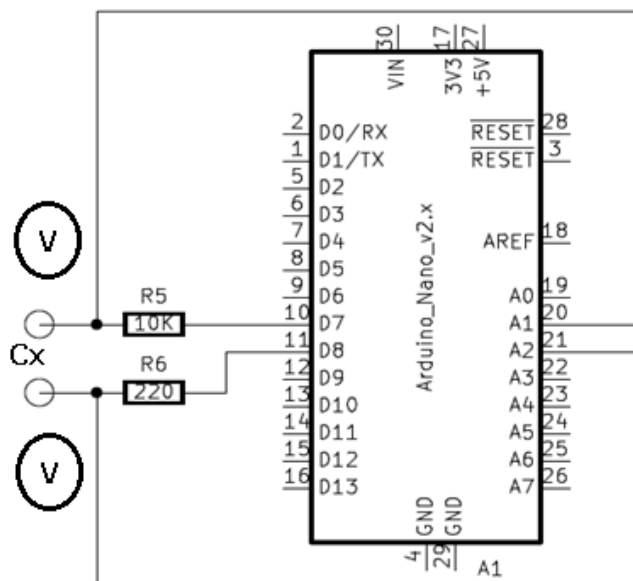 30
17
27
VIN
3V3
+5V
2 D0/RX
RESET 28
1 D1/TX
RESET 3
5 D2
6 D3
7 D4
AREF 18
8 D5
9 D6
A0 19
10 D7
A1 20
11 D8
A2 21
12 D9
A3 22
13 D10
A4 23
14 D11
A5 24
15 D12
A6 25
16 D13
A7 26
Arduino_Nano_v2.x
GND
GND
4
29
A1
V
R5
10K
Cx
R6
220
V